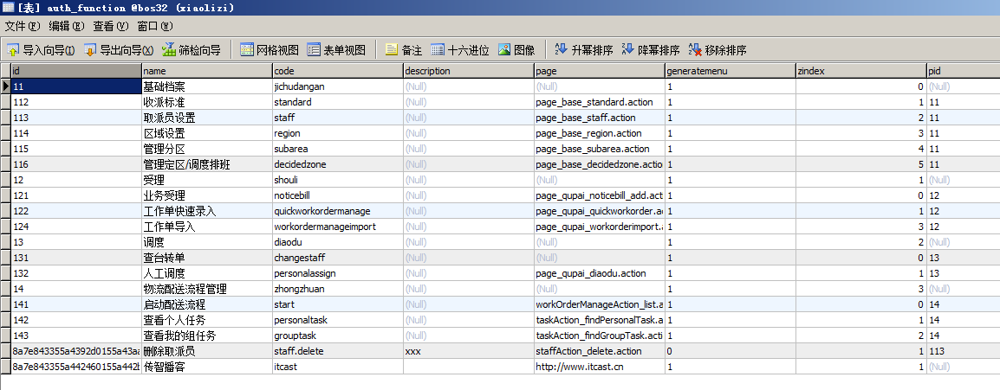 [表] auth_function @bos32 (xiaolizi)
文件(F) 编辑(E) 查看(V) 窗口(W)
导入向导(I) 导出向导(X) 筛检向导 网格视图 表单视图 备注 十六进位 图像 升幂排序 降幂排序 移除排序
id name code description page generatemenu zindex pid
11 基础档案 jichudangan (Null) (Null) 1 0 (Null)
112 收派标准 standard (Null) page_base_standard.action 1 1 11
113 取派员设置 staff (Null) page_base_staff.action 1 2 11
114 区域设置 region (Null) page_base_region.action 1 3 11
115 管理分区 subarea (Null) page_base_subarea.action 1 4 11
116 管理定区/调度排班 decidedzone (Null) page_base_decidedzone.action 1 5 11
12 受理 shouli (Null) (Null) 1 1 (Null)
121 业务受理 noticebill (Null) page_qupai_noticebill_add.acti 1 0 12
122 工作单快速录入 quickworkordermanage (Null) page_qupai_quickworkorder.a 1 1 12
124 工作单导入 workordermanageimport (Null) page_qupai_workorderimport.a 1 3 12
13 调度 diaodu (Null) (Null) 1 2 (Null)
131 查台转单 changestaff (Null) (Null) 1 0 13
132 人工调度 personalassign (Null) page_qupai_diaodu.action 1 1 13
14 物流配送流程管理 zhongzhuan (Null) (Null) 1 3 (Null)
141 启动配送流程 start (Null) workOrderManageAction_list.a 1 0 14
142 查看个人任务 personaltask (Null) taskAction_findPersonalTask.a 1 1 14
143 查看我的组任务 grouptask (Null) taskAction_findGroupTask.acti 1 2 14
8a7e843355a4392d0155a43aa 删除取派员 staff.delete xxx staffAction_delete.action 0 1 113
8a7e843355a442460155a442b 传智播客 itcast http://www.itcast.cn 1 1 (Null)